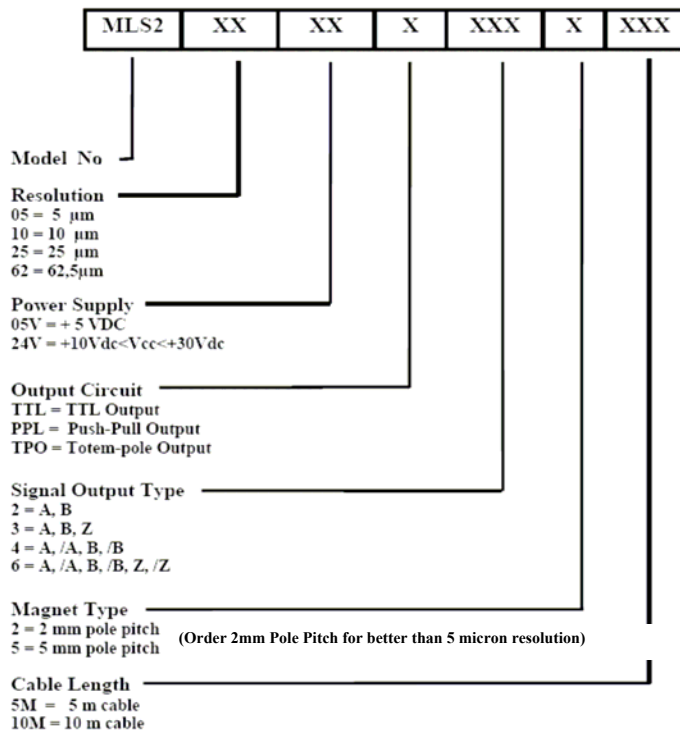 MLS2 XX XX X XXX X XXX
Model No
Resolution
05 = 5 µm
10 = 10 µm
25 = 25 µm
62 = 62,5µm
Power Supply
05V = + 5 VDC
24V = +10Vdc<Vcc<+30Vdc
Output Circuit
TTL = TTL Output
PPL = Push-Pull Output
TPO = Totem-pole Output
Signal Output Type
2 = A, B
3 = A, B, Z
4 = A, /A, B, /B
6 = A, /A, B, /B, Z, /Z
Magnet Type
2 = 2 mm pole pitch
5 = 5 mm pole pitch (Order 2mm Pole Pitch for better than 5 micron resolution)
Cable Length
5M = 5 m cable
10M = 10 m cable